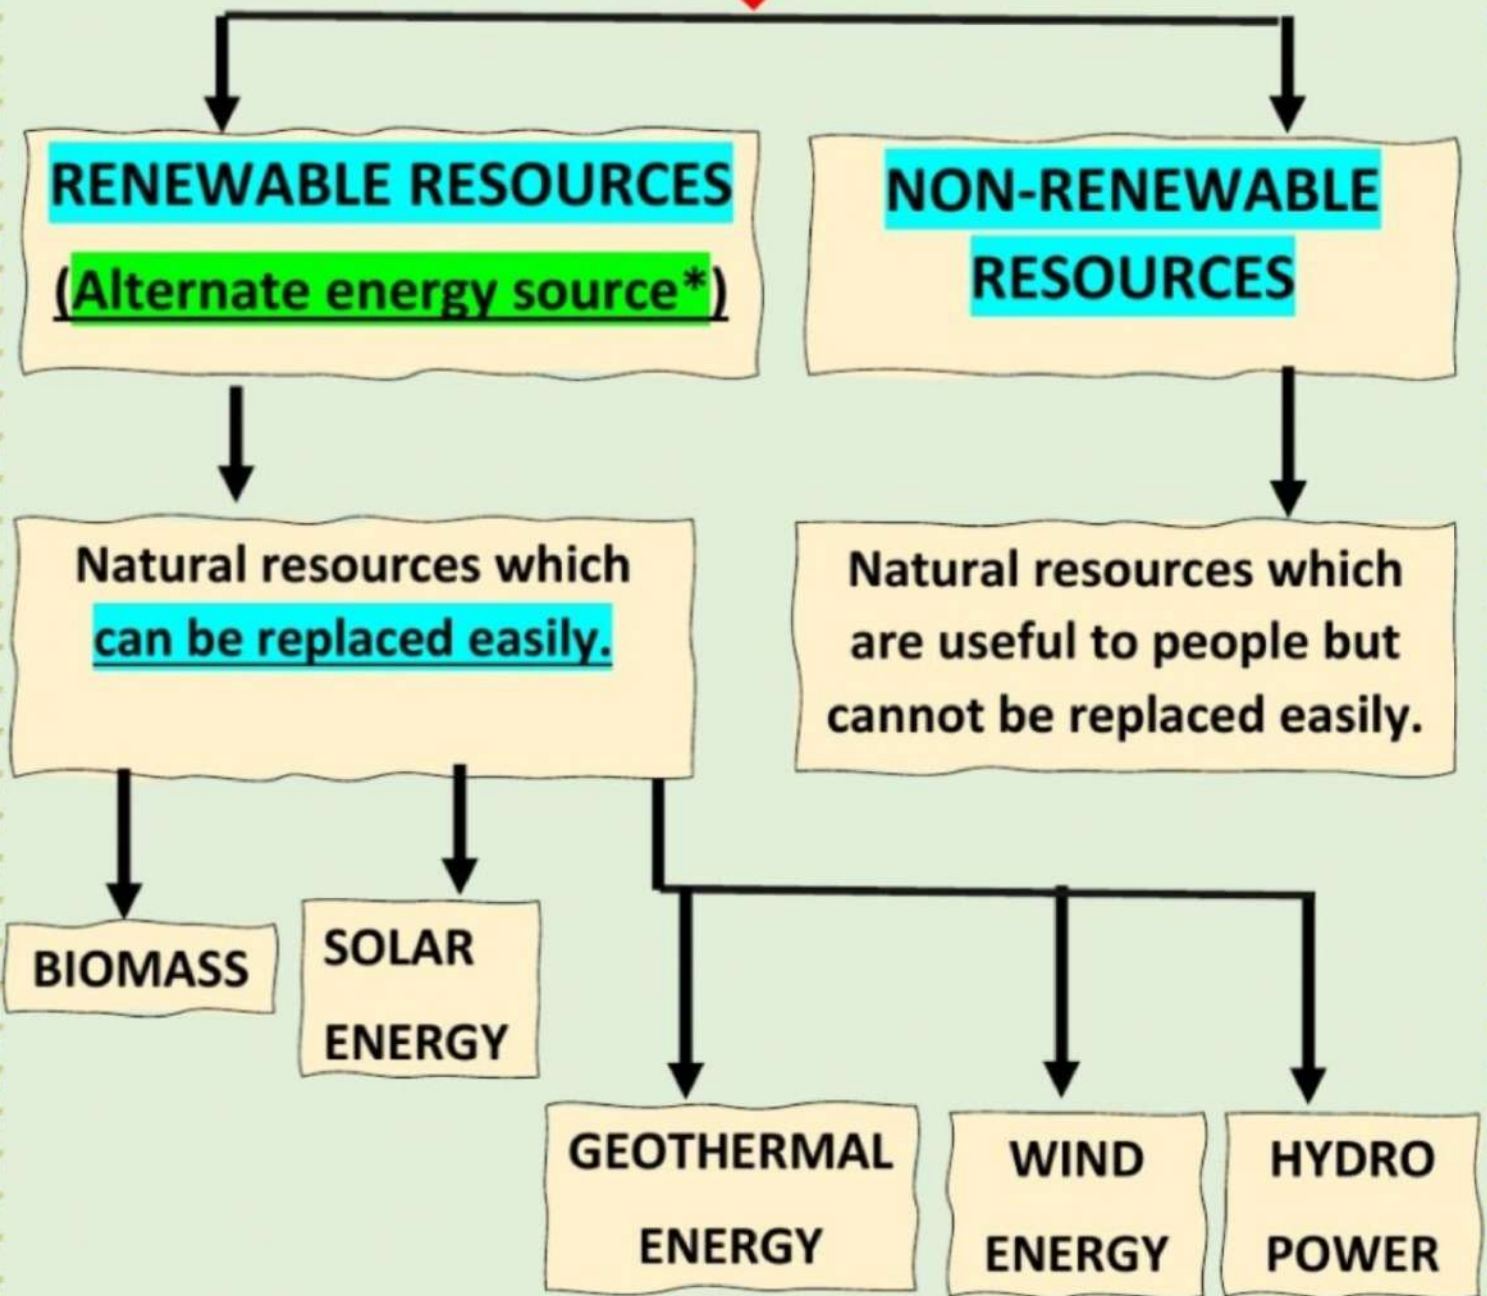 RENEWABLE RESOURCES
(Alternate energy source*)
NON-RENEWABLE
RESOURCES
Natural resources which
can be replaced easily.
Natural resources which
are useful to people but
cannot be replaced easily.
BIOMASS
SOLAR
ENERGY
GEOTHERMAL
ENERGY
WIND
ENERGY
HYDRO
POWER